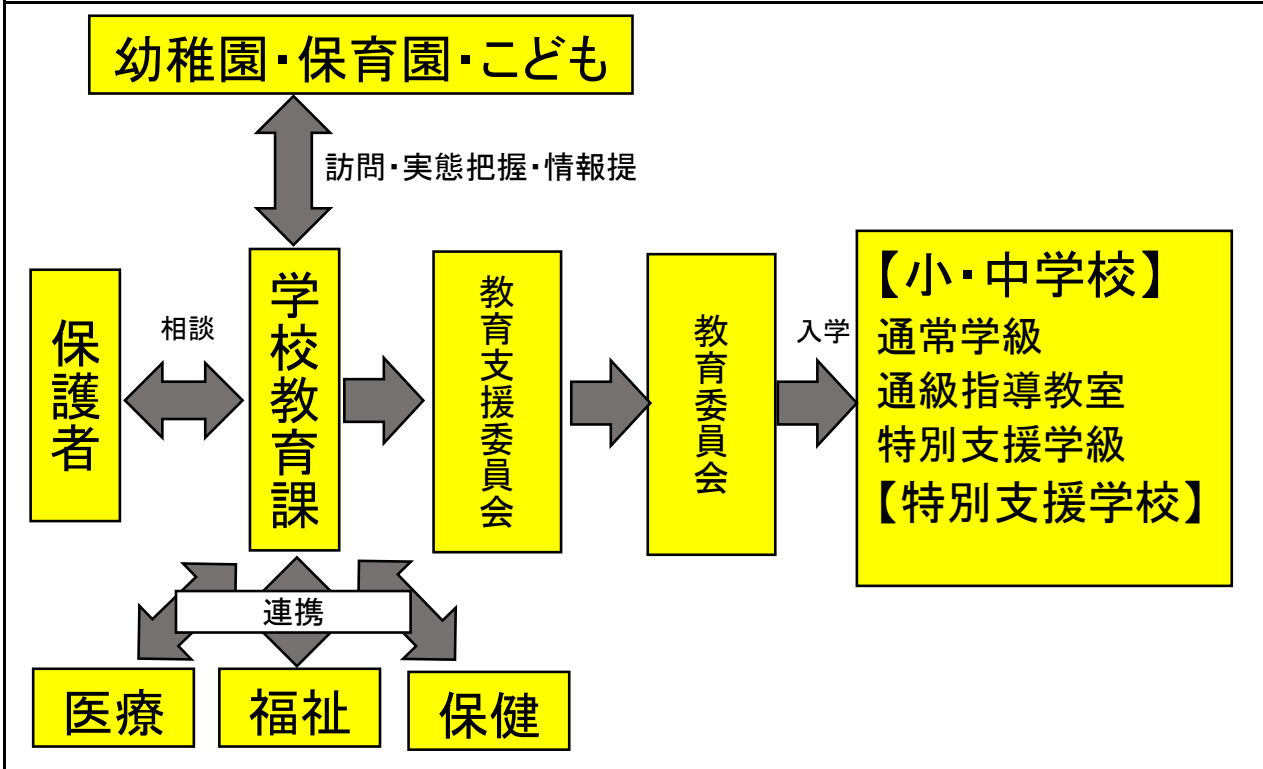 幼稚園・保育園・こども
訪問・実態把握・情報提
保護者
相談
学校教育課
教育支援委員会
教育委員会
入学
【小・中学校】
通常学級
通級指導教室
特別支援学級
【特別支援学校】
連携
医療
福祉
保健